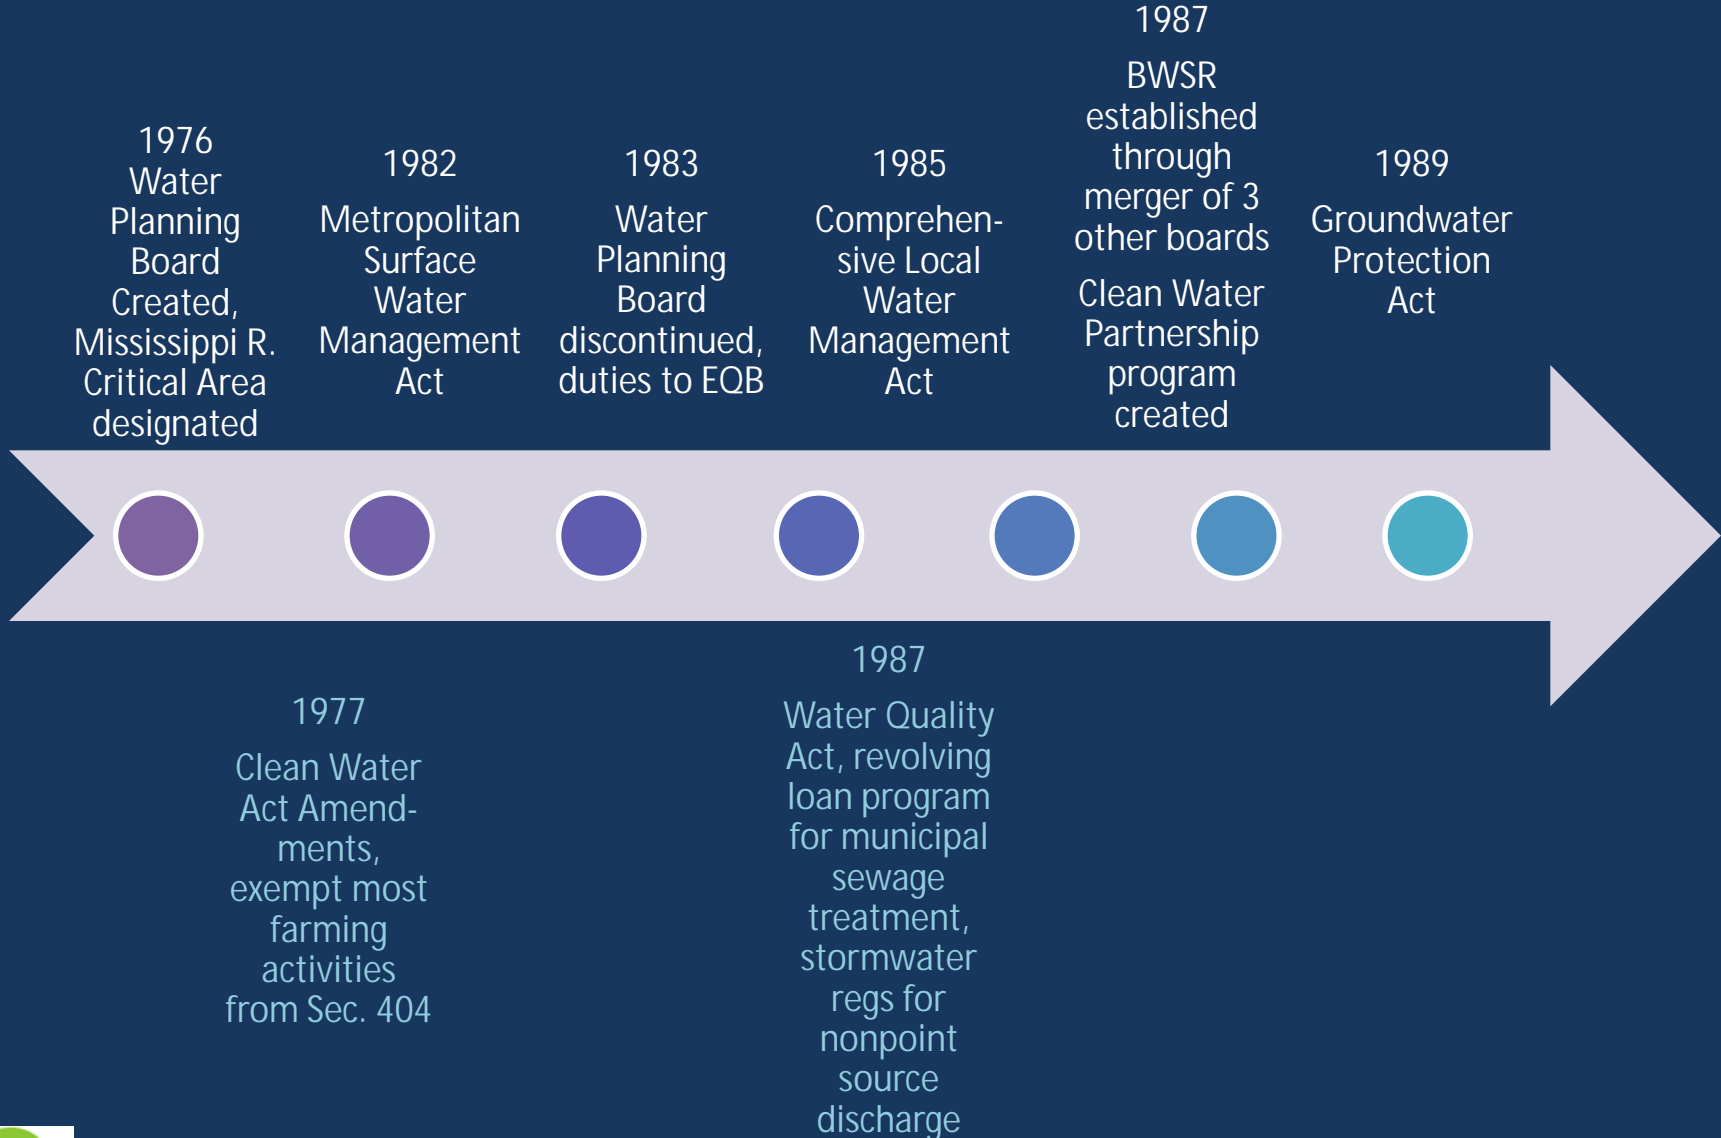 1976
Water
Planning
Board
Created,
Mississippi R.
Critical Area
designated
1982
Metropolitan
Surface
Water
Management
Act
1983
Water
Planning
Board
discontinued,
duties to EQB
1985
Comprehen-
sive Local
Water
Management
Act
1987
BWSR
established
through
merger of 3
other boards
Clean Water
Partnership
program
created
1989
Groundwater
Protection
Act
1977
Clean Water
Act Amend-
ments,
exempt most
farming
activities
from Sec. 404
1987
Water Quality
Act, revolving
loan program
for municipal
sewage
treatment,
stormwater
regs for
nonpoint
source
discharge